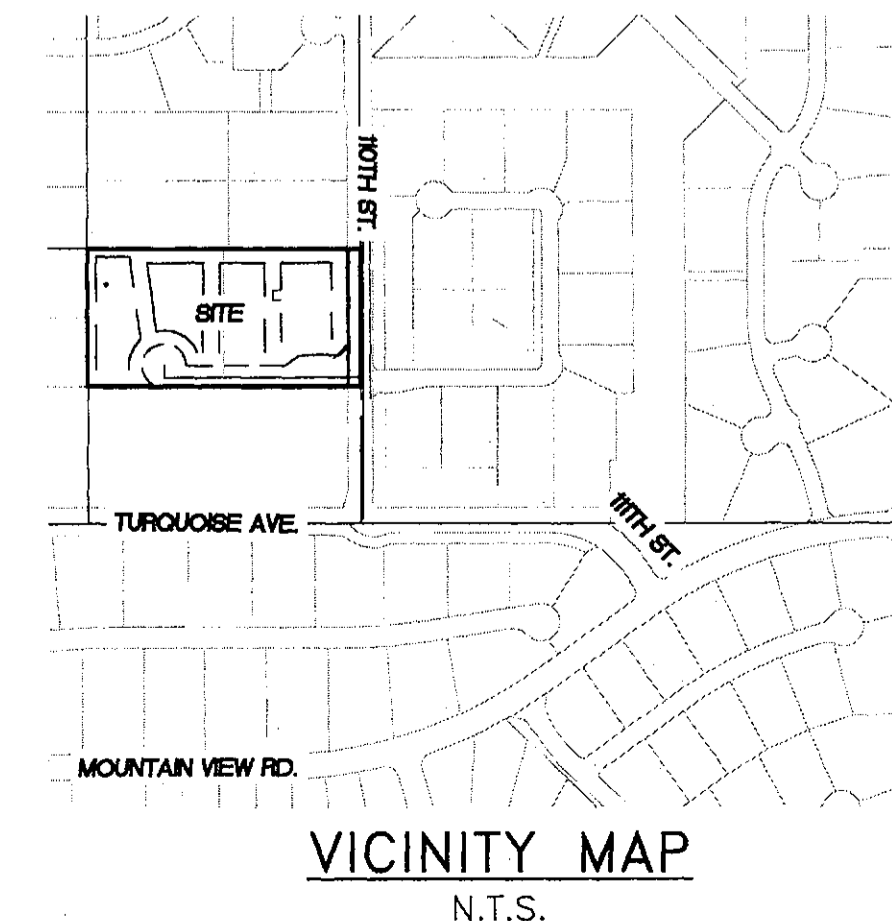 110TH ST.
SITE
TURQUOISE AVE.
111TH ST.
MOUNTAIN VIEW RD.
VICINITY MAP
N.T.S.